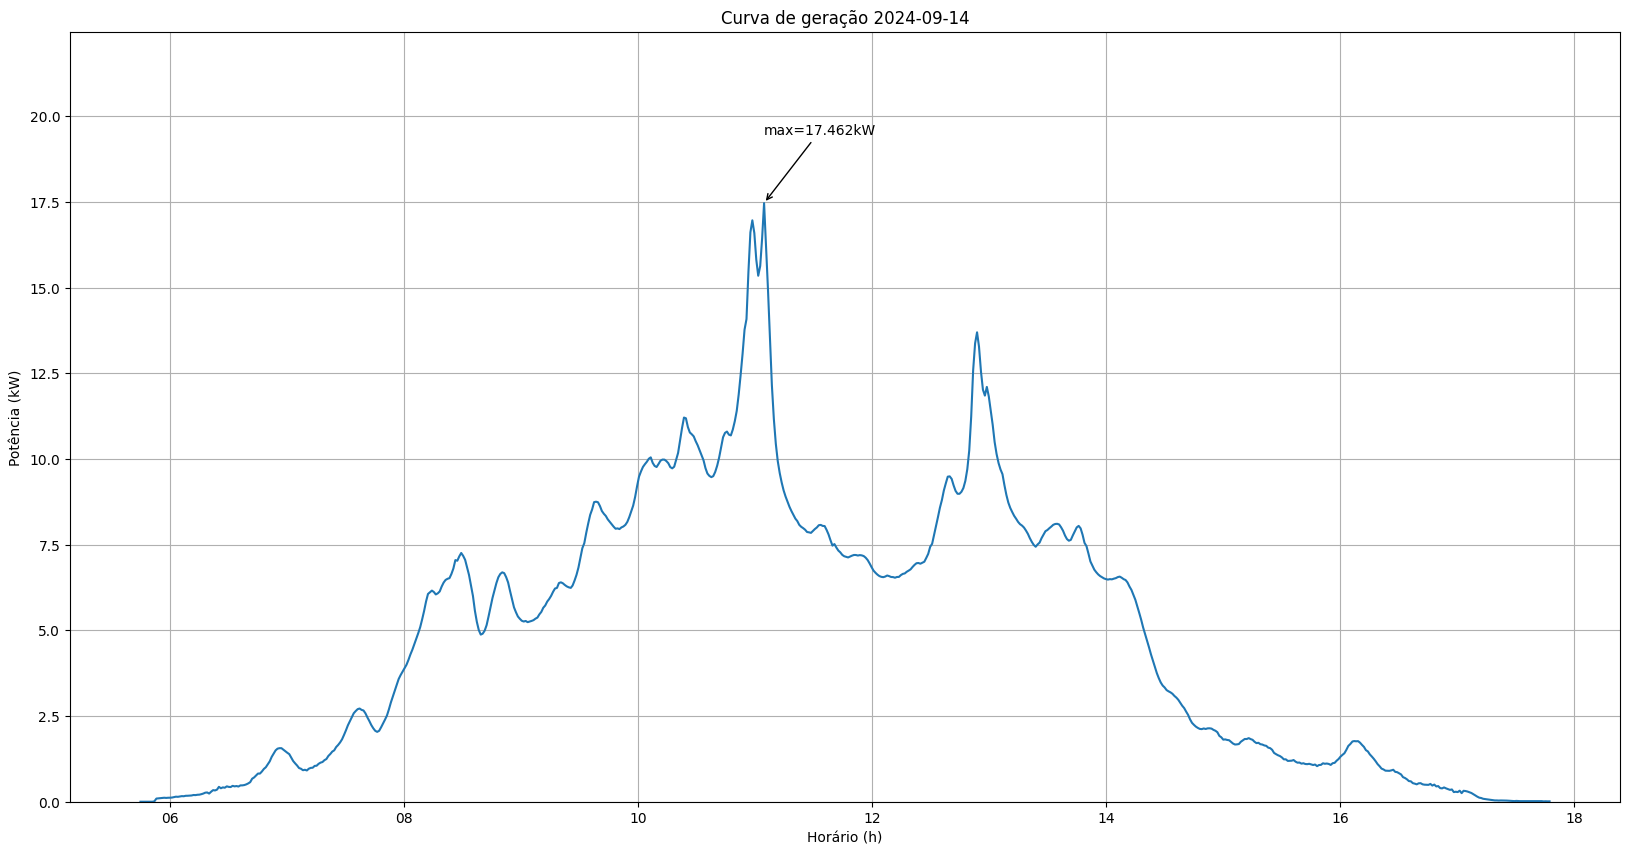 Curva de geração 2024-09-14
20.0
max=17.462kW
17.5
15.0
12.5
Potência (kW)
10.0
7.5
5.0
2.5
0.0
06 08 10 12 14 16 18
Horário (h)